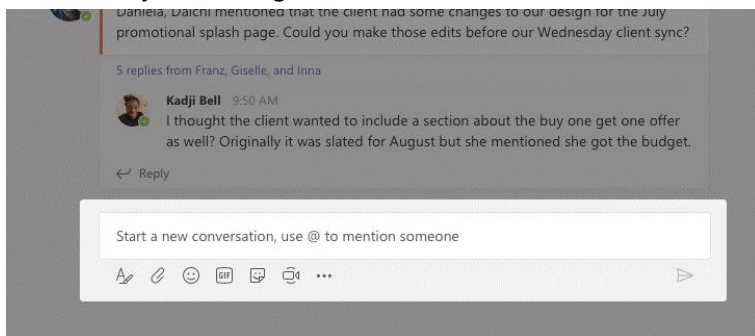 Daniela, Daichi mentioned that the client had some changes to our design for the July
promotional splash page. Could you make those edits before our Wednesday client sync?
5 replies from Franz, Giselle, and Inna
Kadji Bell 9:50 AM
I thought the client wanted to include a section about the buy one get one offer
as well? Originally it was slated for August but she mentioned she got the budget.
Reply
Start a new conversation, use @ to mention someone
GIF